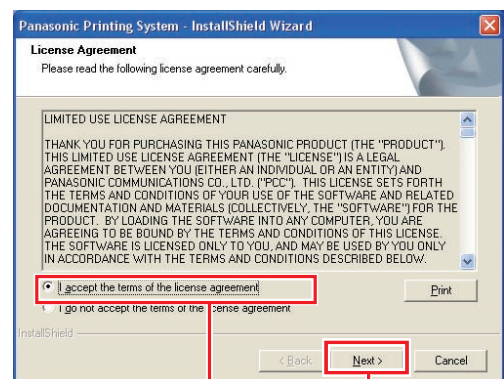 Panasonic Printing System - InstallShield Wizard
License Agreement
Please read the following license agreement carefully.
LIMITED USE LICENSE AGREEMENT
THANK YOU FOR PURCHASING THIS PANASONIC PRODUCT (THE "PRODUCT").
THIS LIMITED USE LICENSE AGREEMENT (THE "LICENSE") IS A LEGAL
AGREEMENT BETWEEN YOU (EITHER AN INDIVIDUAL OR AN ENTITY) AND
PANASONIC COMMUNICATIONS CO., LTD. ("PCC"). THIS LICENSE SETS FORTH
THE TERMS AND CONDITIONS OF YOUR USE OF THE SOFTWARE AND RELATED
DOCUMENTATION AND MATERIALS (COLLECTIVELY, THE "SOFTWARE") FOR THE
PRODUCT. BY LOADING THE SOFTWARE INTO ANY COMPUTER, YOU ARE
AGREEING TO BE BOUND BY THE TERMS AND CONDITIONS OF THIS LICENSE.
THE SOFTWARE IS LICENSED ONLY TO YOU, AND MAY BE USED BY YOU ONLY
IN ACCORDANCE WITH THE TERMS AND CONDITIONS DESCRIBED BELOW.
I accept the terms of the license agreement
Print
I do not accept the terms of the license agreement
InstallShield
< Back Next > Cancel